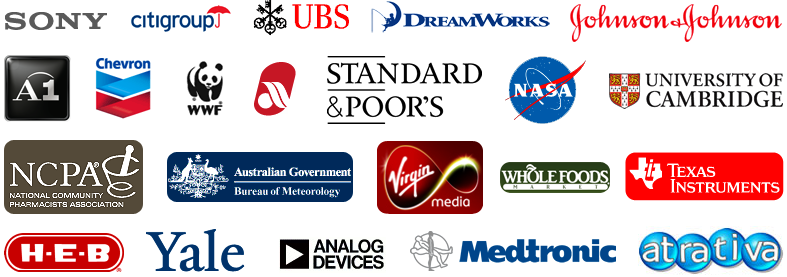 SONY
citigroup
UBS
DREAMWORKS
Johnson & Johnson
A1
Chevron
WWF
STANDARD
&POOR'S
NASA
UNIVERSITY OF
CAMBRIDGE
NCPA®
NATIONAL COMMUNITY
PHARMACISTS ASSOCIATION
Australian Government
Bureau of Meteorology
Virgin
media
WHOLE FOODS
MARKET
TEXAS
INSTRUMENTS
H-E-B®
Yale
ANALOG
DEVICES
Medtronic
atrativa